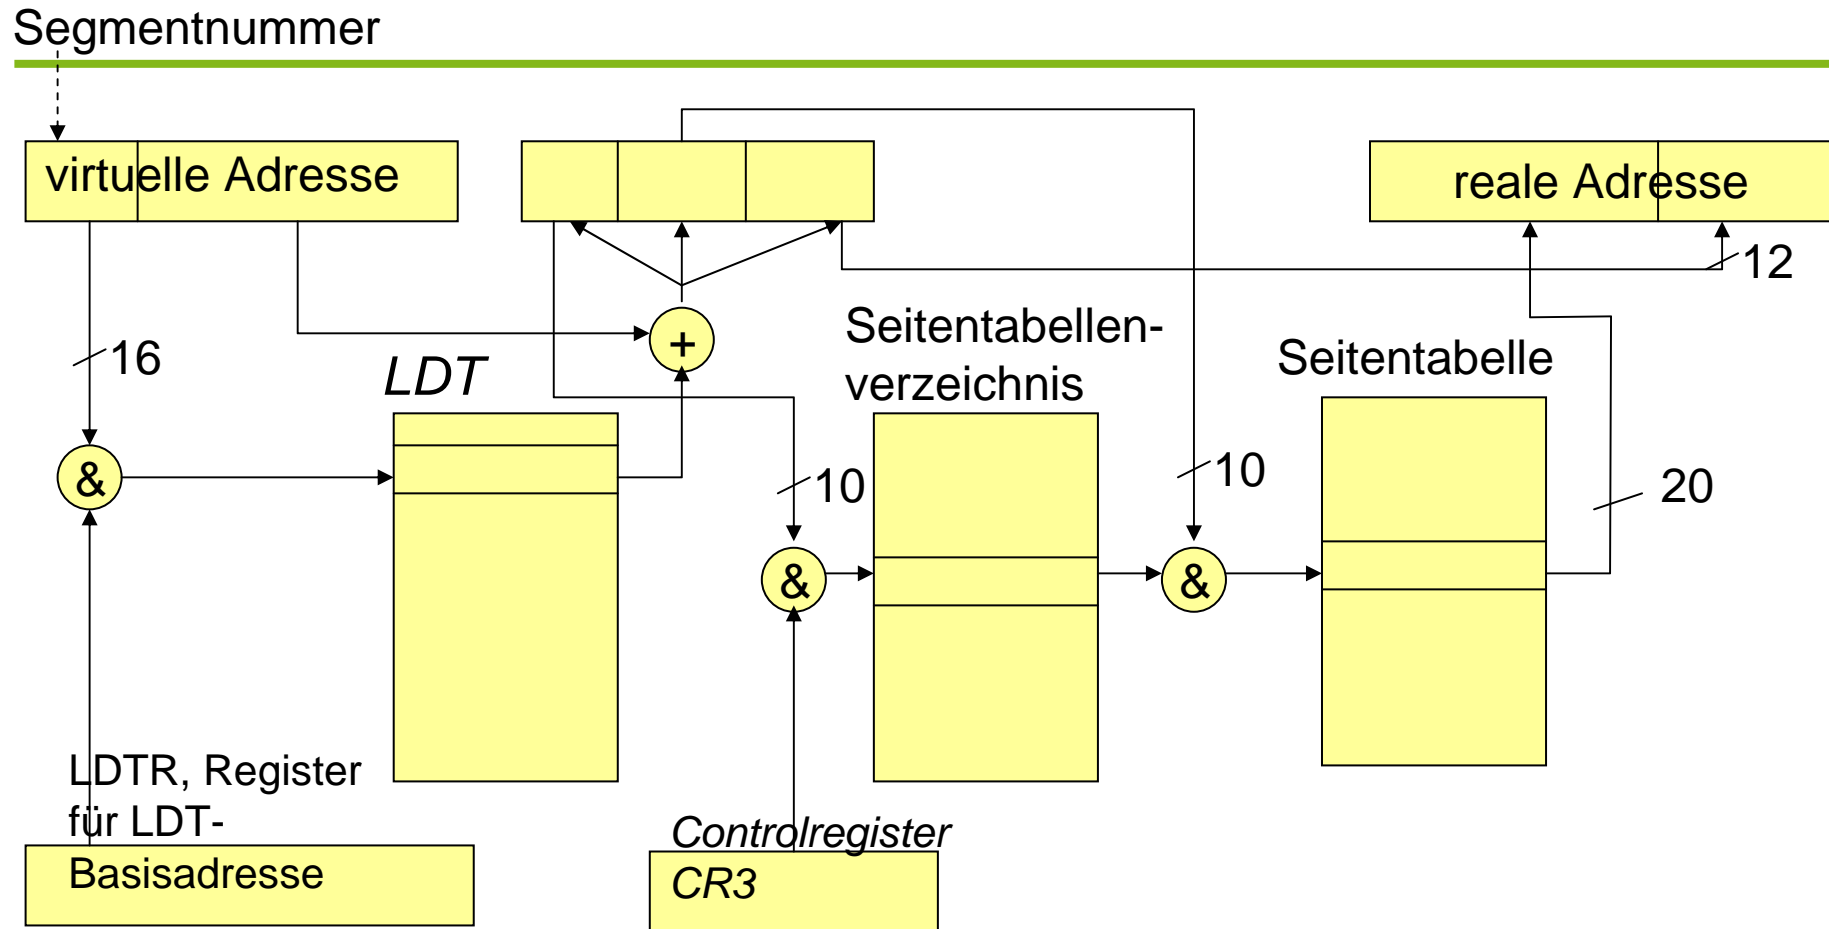 Segmentnummer
virtuelle Adresse
reale Adresse
12
+
16
LDT
Seitentabellen-
verzeichnis
Seitentabelle
&
10
10
20
&
&
LDTR, Register
für LDT-
Basisadresse
Controlregister
CR3